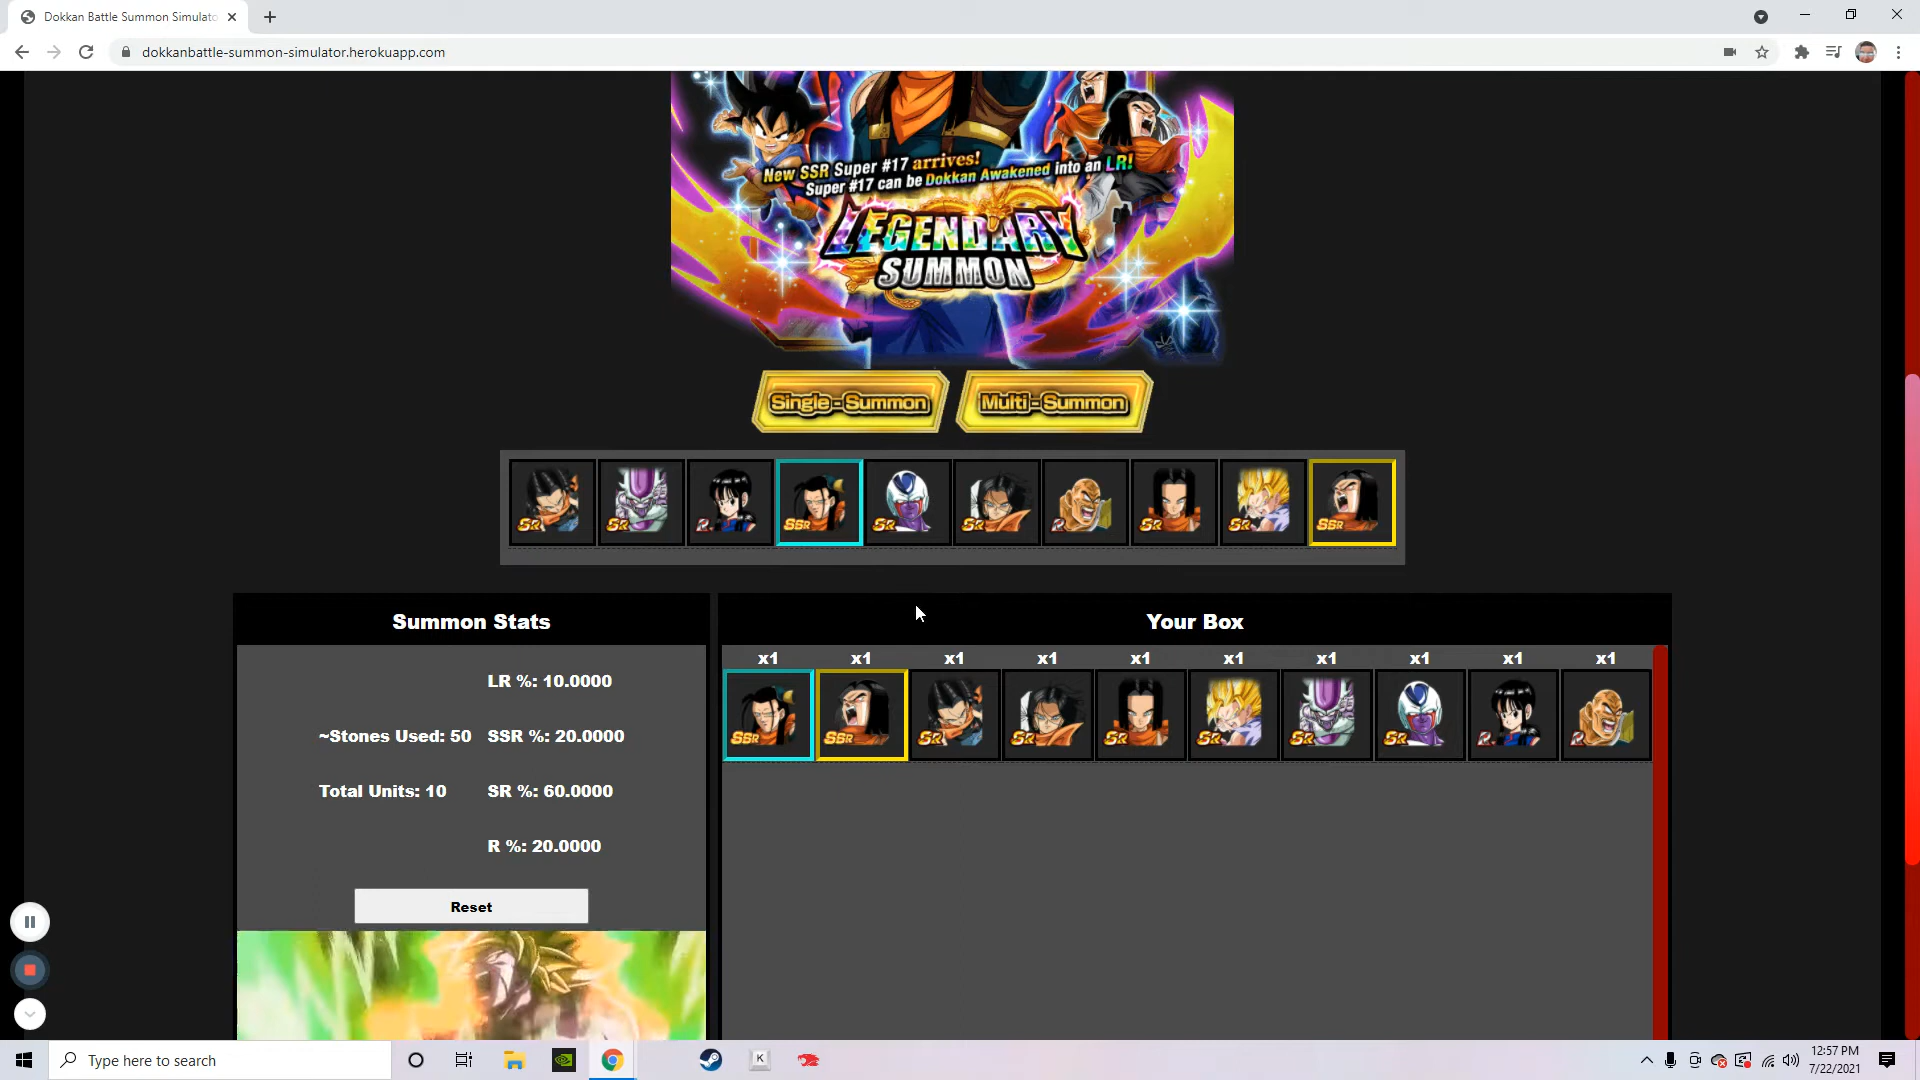 Dokkan Battle Summon Simulato
dokkanbattle-summon-simulator.herokuapp.com
New SSR Super #17 arrives!
Super #17 can be Dokkan Awakened into an LR!
LEGENDARY
SUMMON
Single-Summon Multi-Summon
SR SR R SSR SR SR R SR SR SSR
Summon Stats
Your Box
x1 x1 x1 x1 x1 x1 x1 x1 x1 x1
SSR SSR SR SR SR SR SR SR R R
LR %: 10.0000
~Stones Used: 50 SSR %: 20.0000
Total Units: 10 SR %: 60.0000
R %: 20.0000
Reset
Type here to search
K
12:57 PM
7/22/2021